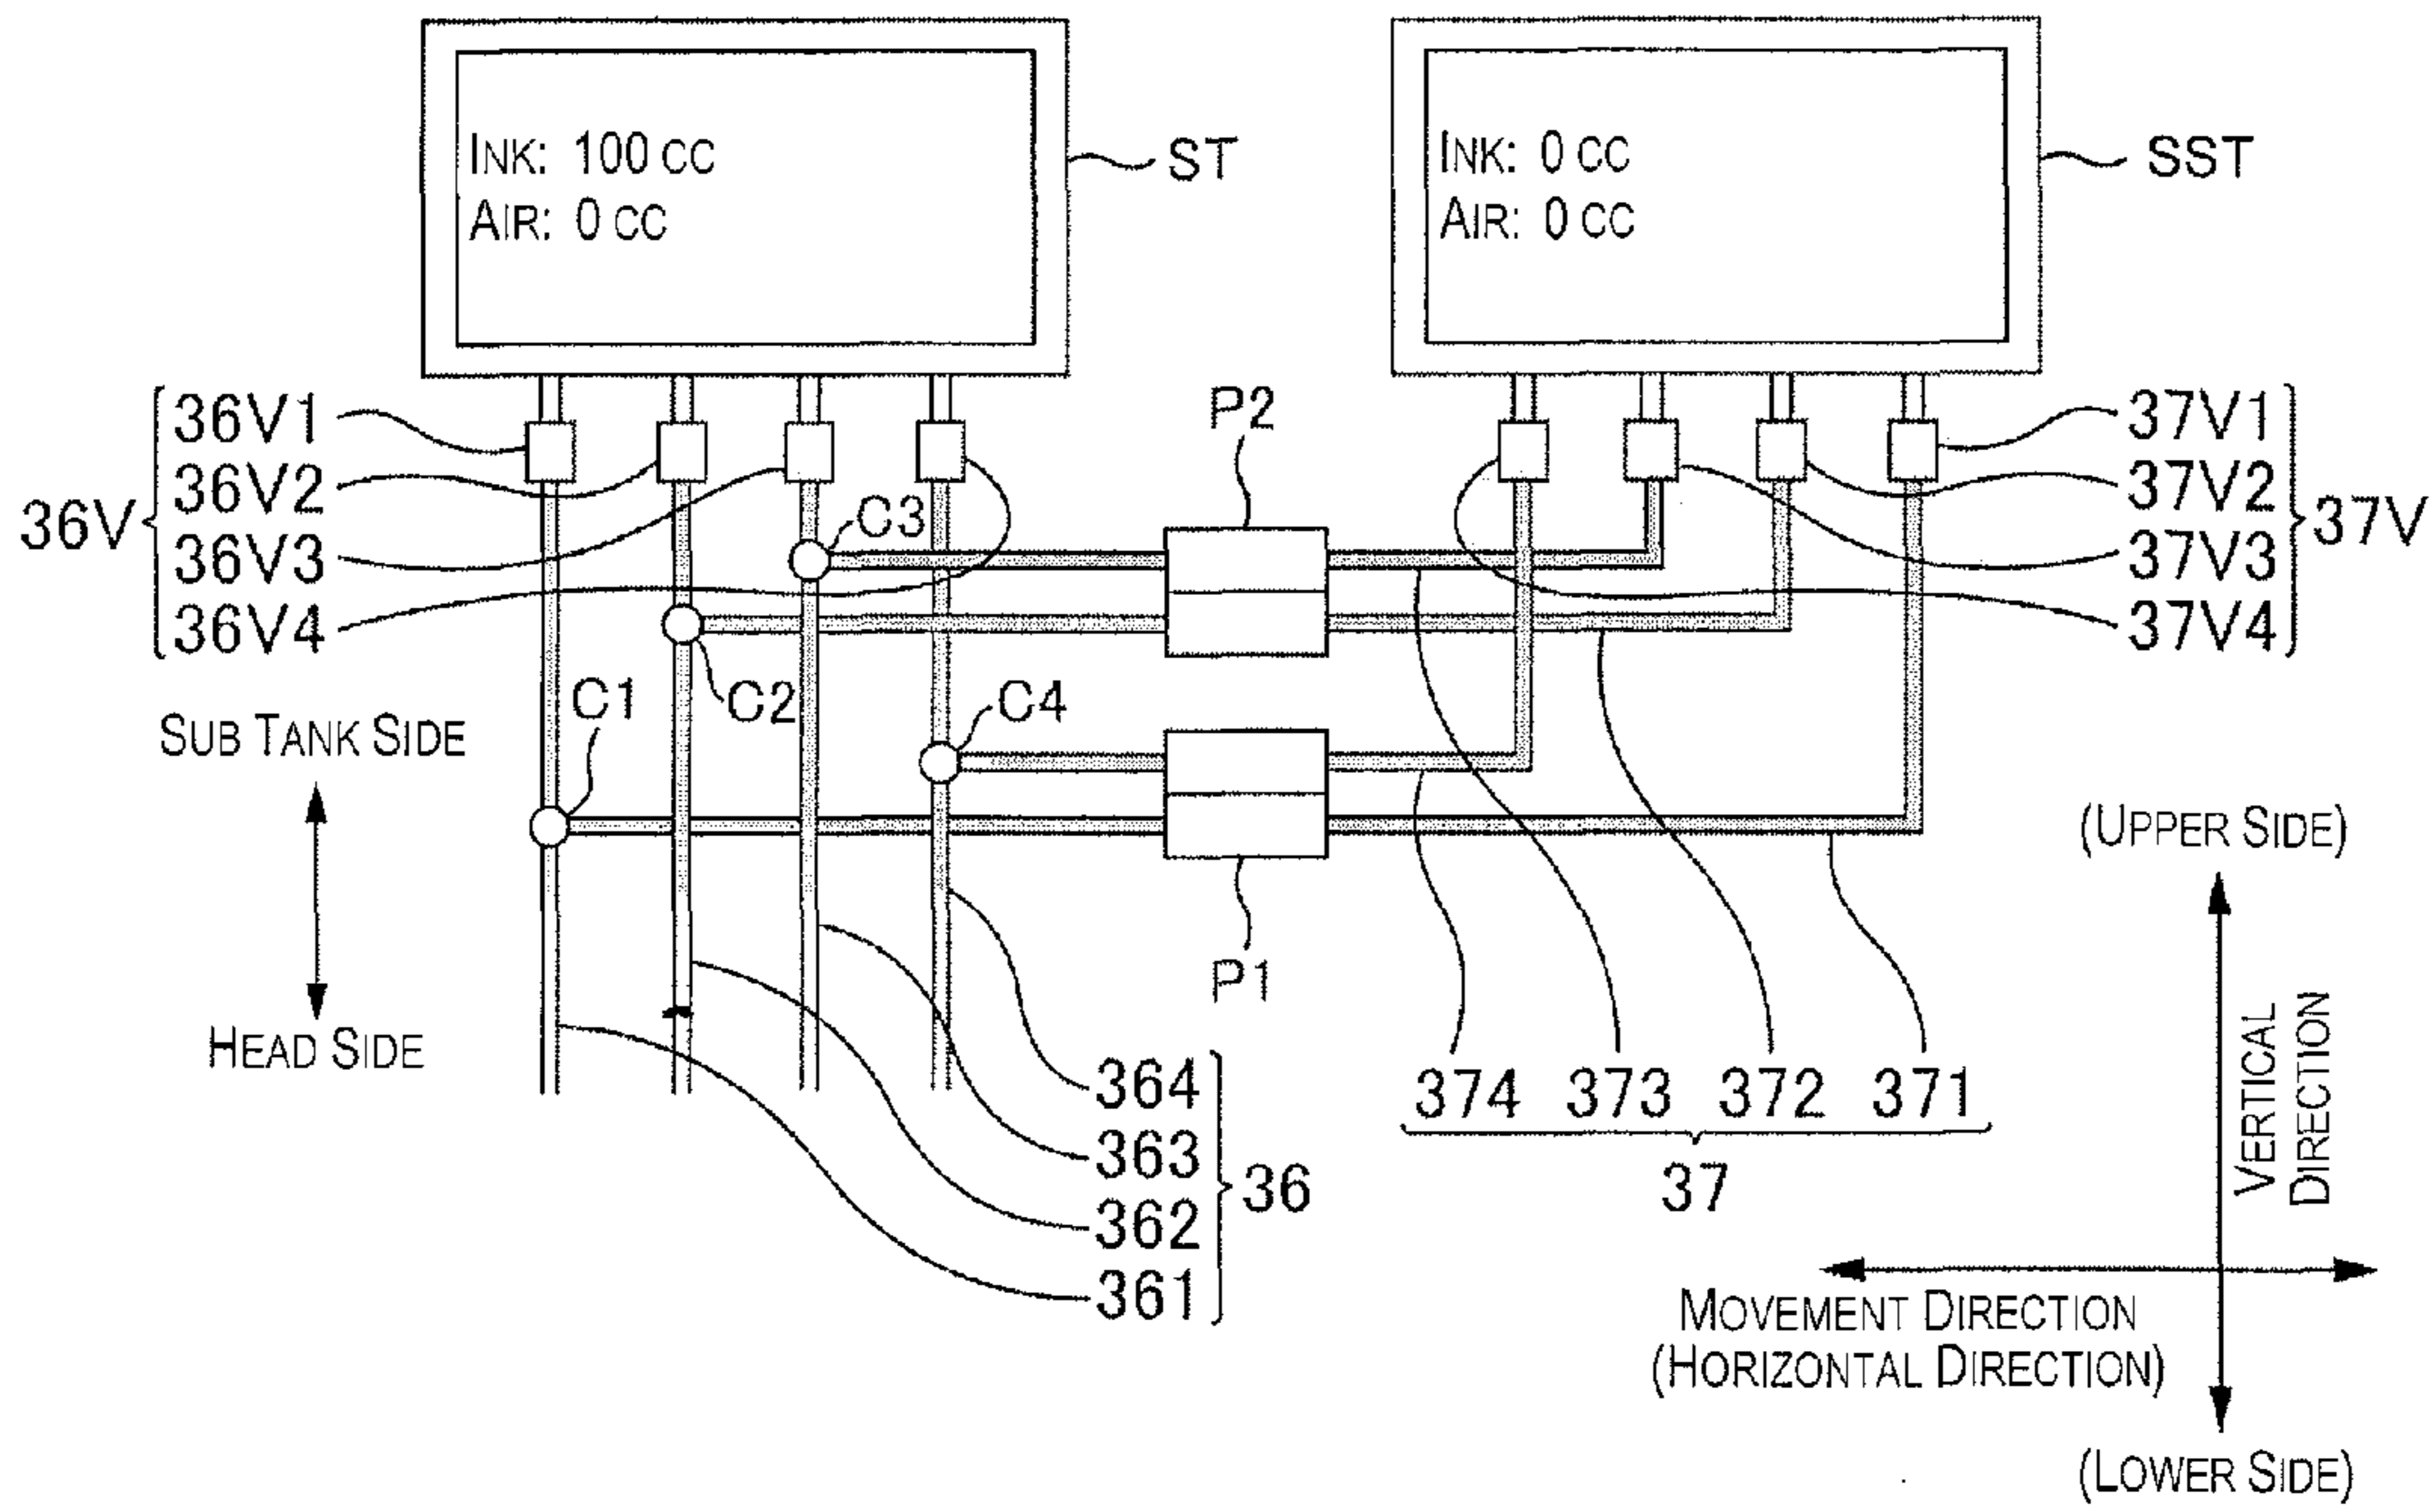 INK: 100 CC
AIR: 0 CC
ST
INK: 0 CC
AIR: 0 CC
SST
36V
36V1
36V2
36V3
36V4
P2
37V1
37V2
37V3
37V4
37V
C3
C2
C1
C4
SUB TANK SIDE
HEAD SIDE
P1
(UPPER SIDE)
VERTICAL
DIRECTION
364
363
362
361
36
374 373 372 371
37
MOVEMENT DIRECTION
(HORIZONTAL DIRECTION)
(LOWER SIDE)